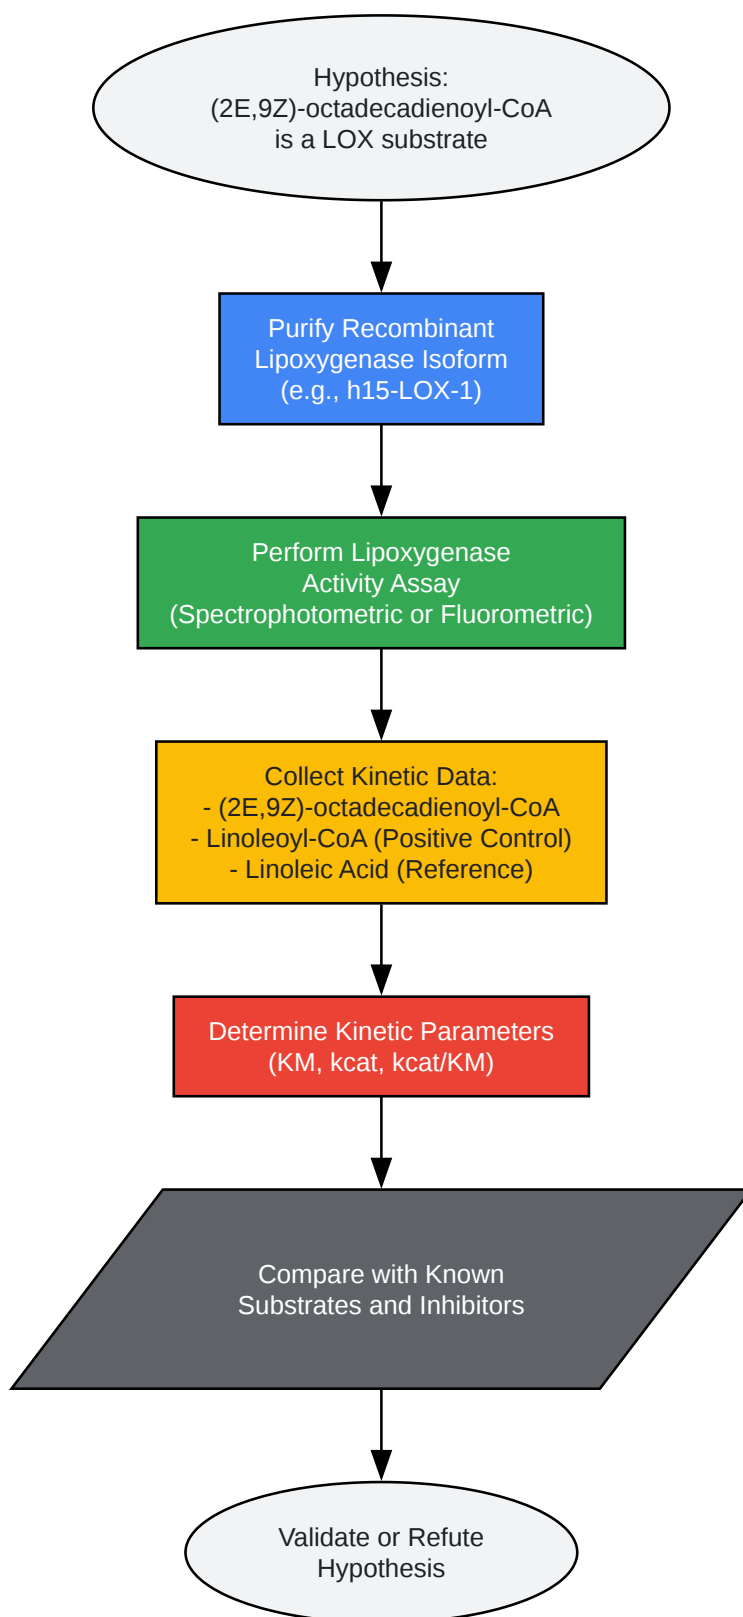 Hypothesis:
(2E,9Z)-octadecadienoyl-CoA
is a LOX substrate
Purify Recombinant
Lipoxygenase Isoform
(e.g., h15-LOX-1)
Perform Lipoxygenase
Activity Assay
(Spectrophotometric or Fluorometric)
Collect Kinetic Data:
- (2E,9Z)-octadecadienoyl-CoA
- Linoleoyl-CoA (Positive Control)
- Linoleic Acid (Reference)
Determine Kinetic Parameters
(KM, kcat, kcat/KM)
Compare with Known
Substrates and Inhibitors
Validate or Refute
Hypothesis